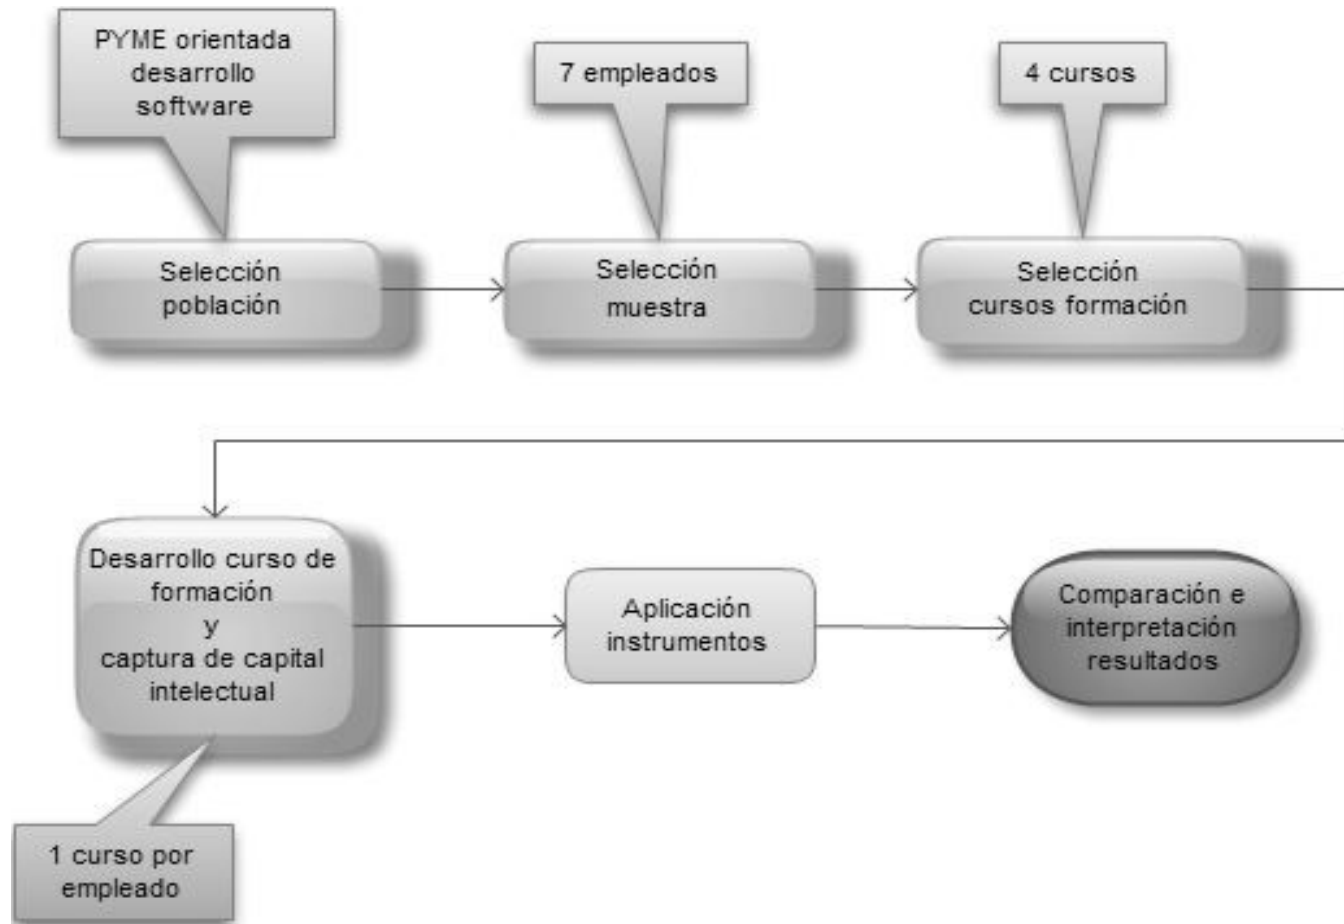 PYME orientada
desarrollo
software
7 empleados
4 cursos
Selección
población
Selección
muestra
Selección
cursos formación
Desarrollo curso de
formación
y
captura de capital
intelectual
Aplicación
instrumentos
Comparación e
interpretación
resultados
1 curso por
empleado